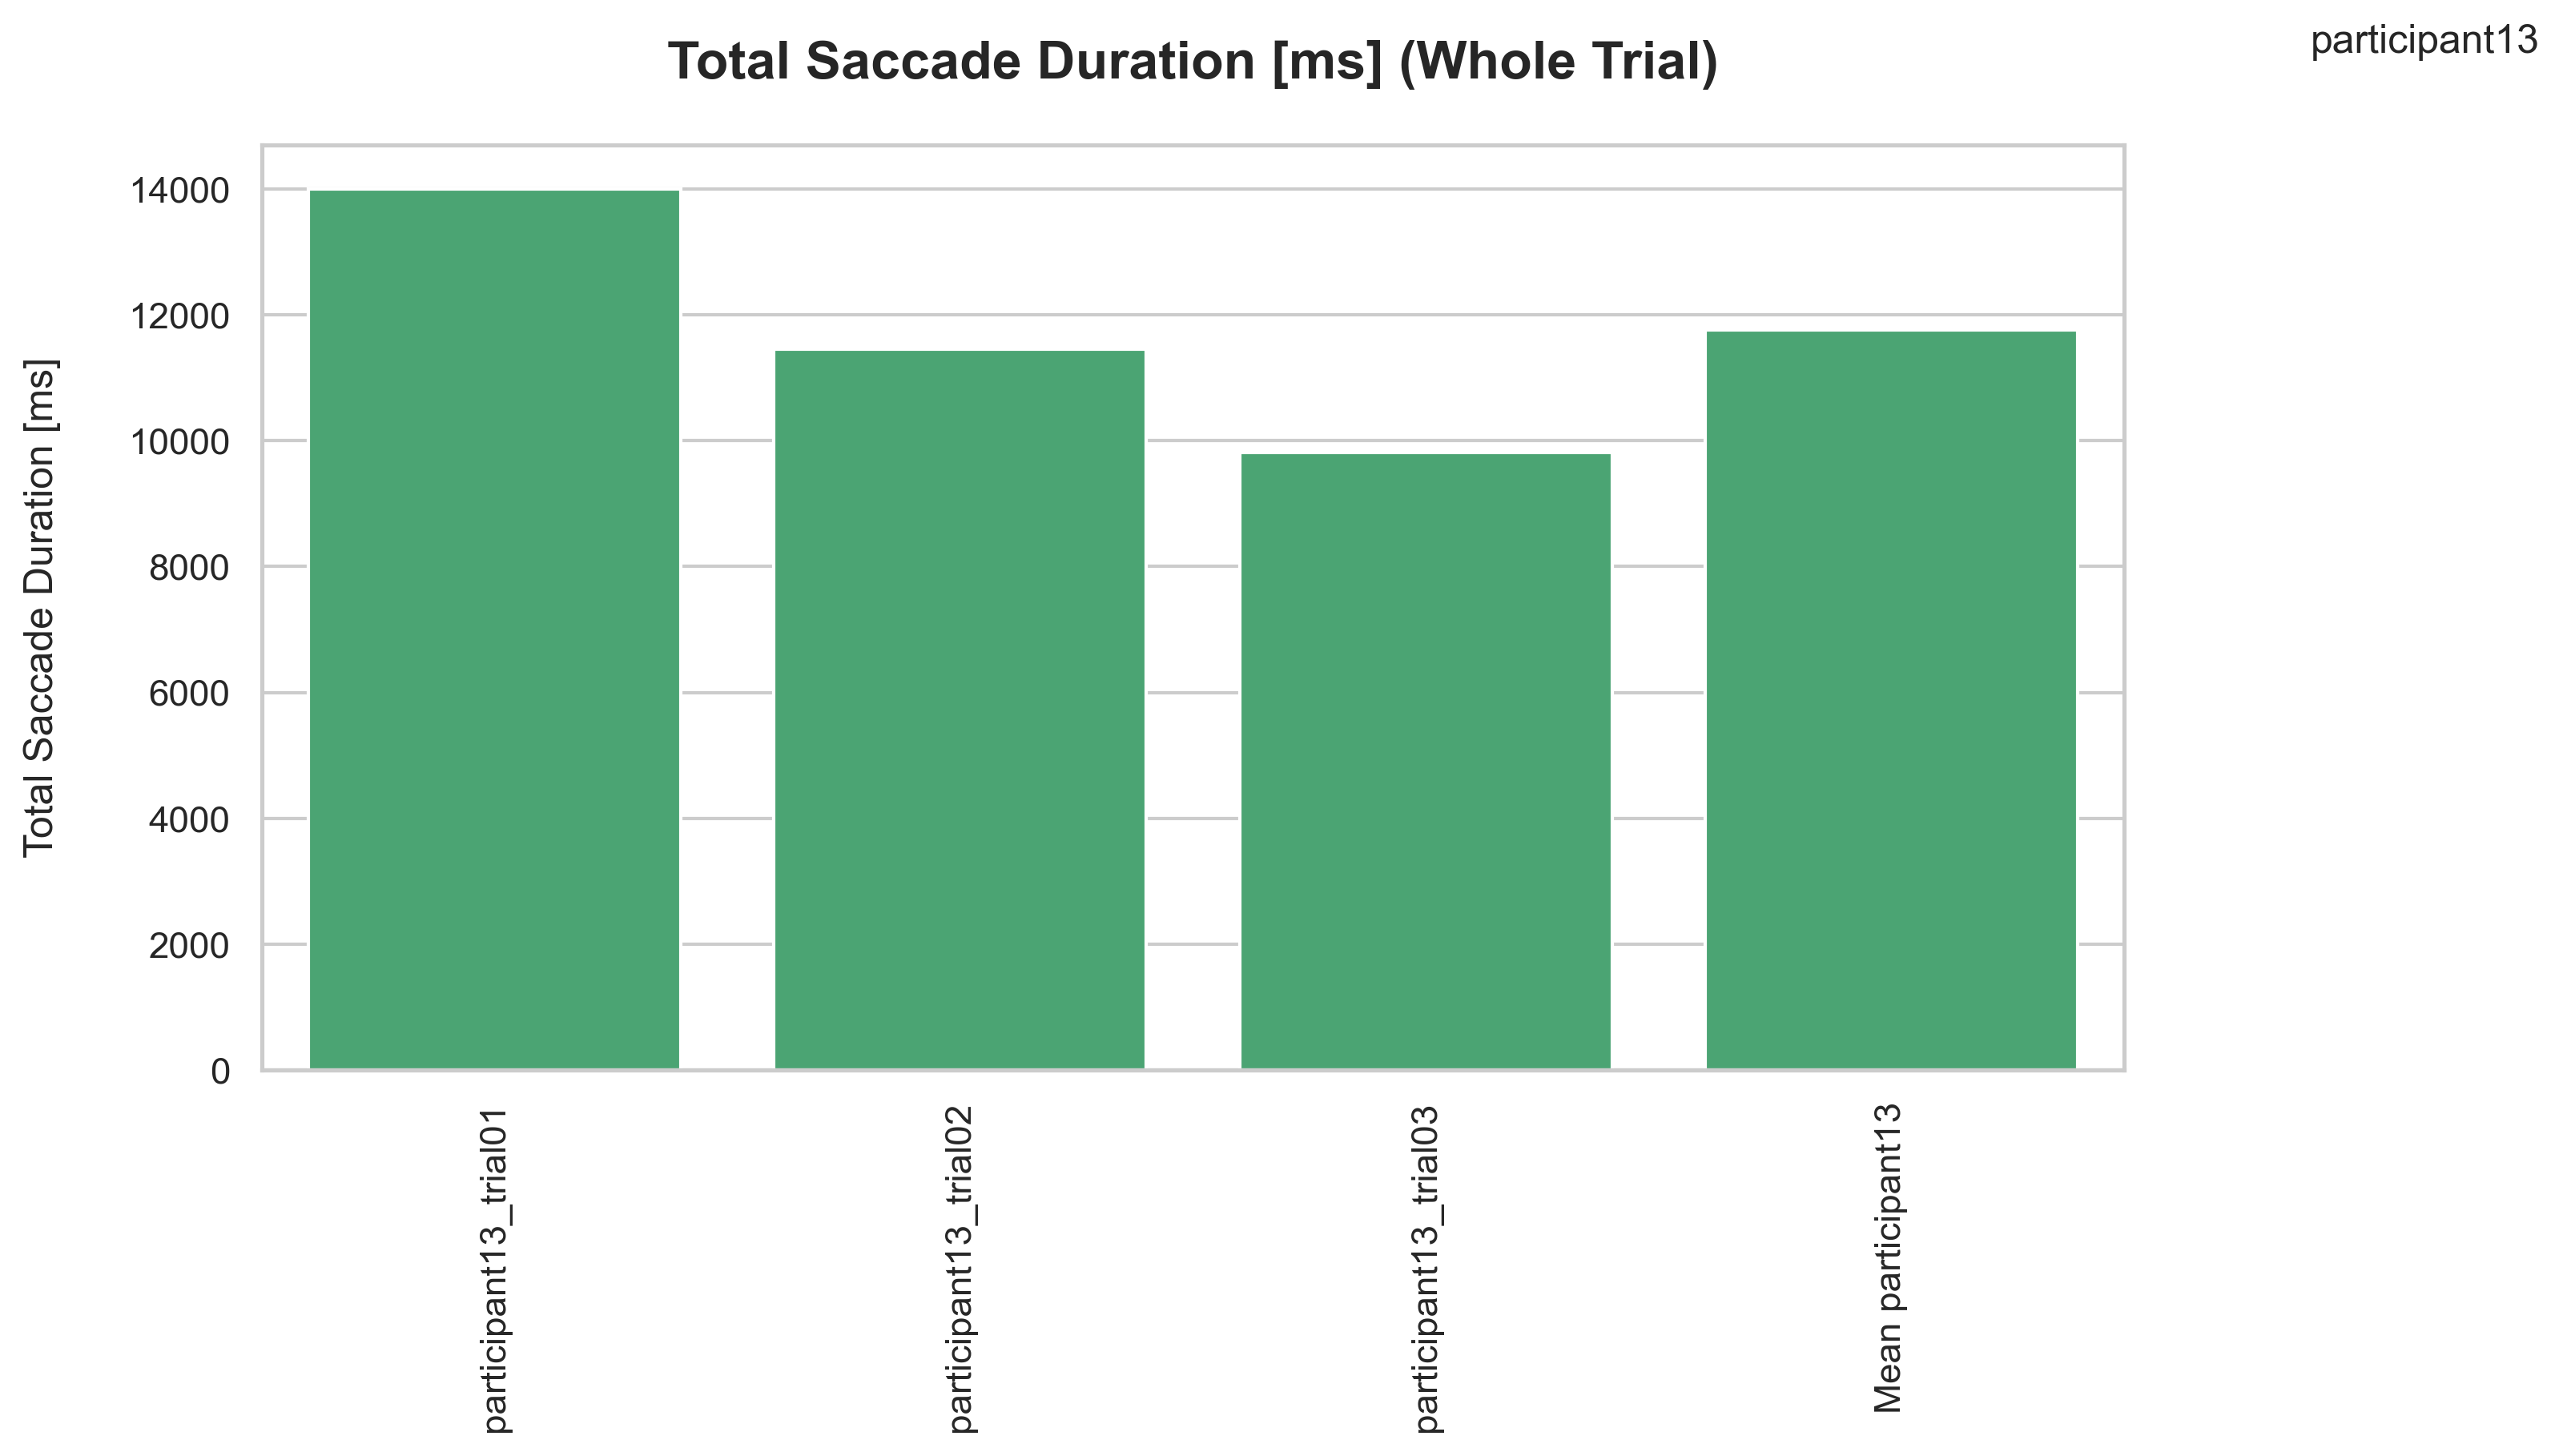 participant13
Total Saccade Duration [ms] (Whole Trial)
Total Saccade Duration [ms]
14000
12000
10000
8000
6000
4000
2000
0
participant13_trial01
participant13_trial02
participant13_trial03
Mean participant13